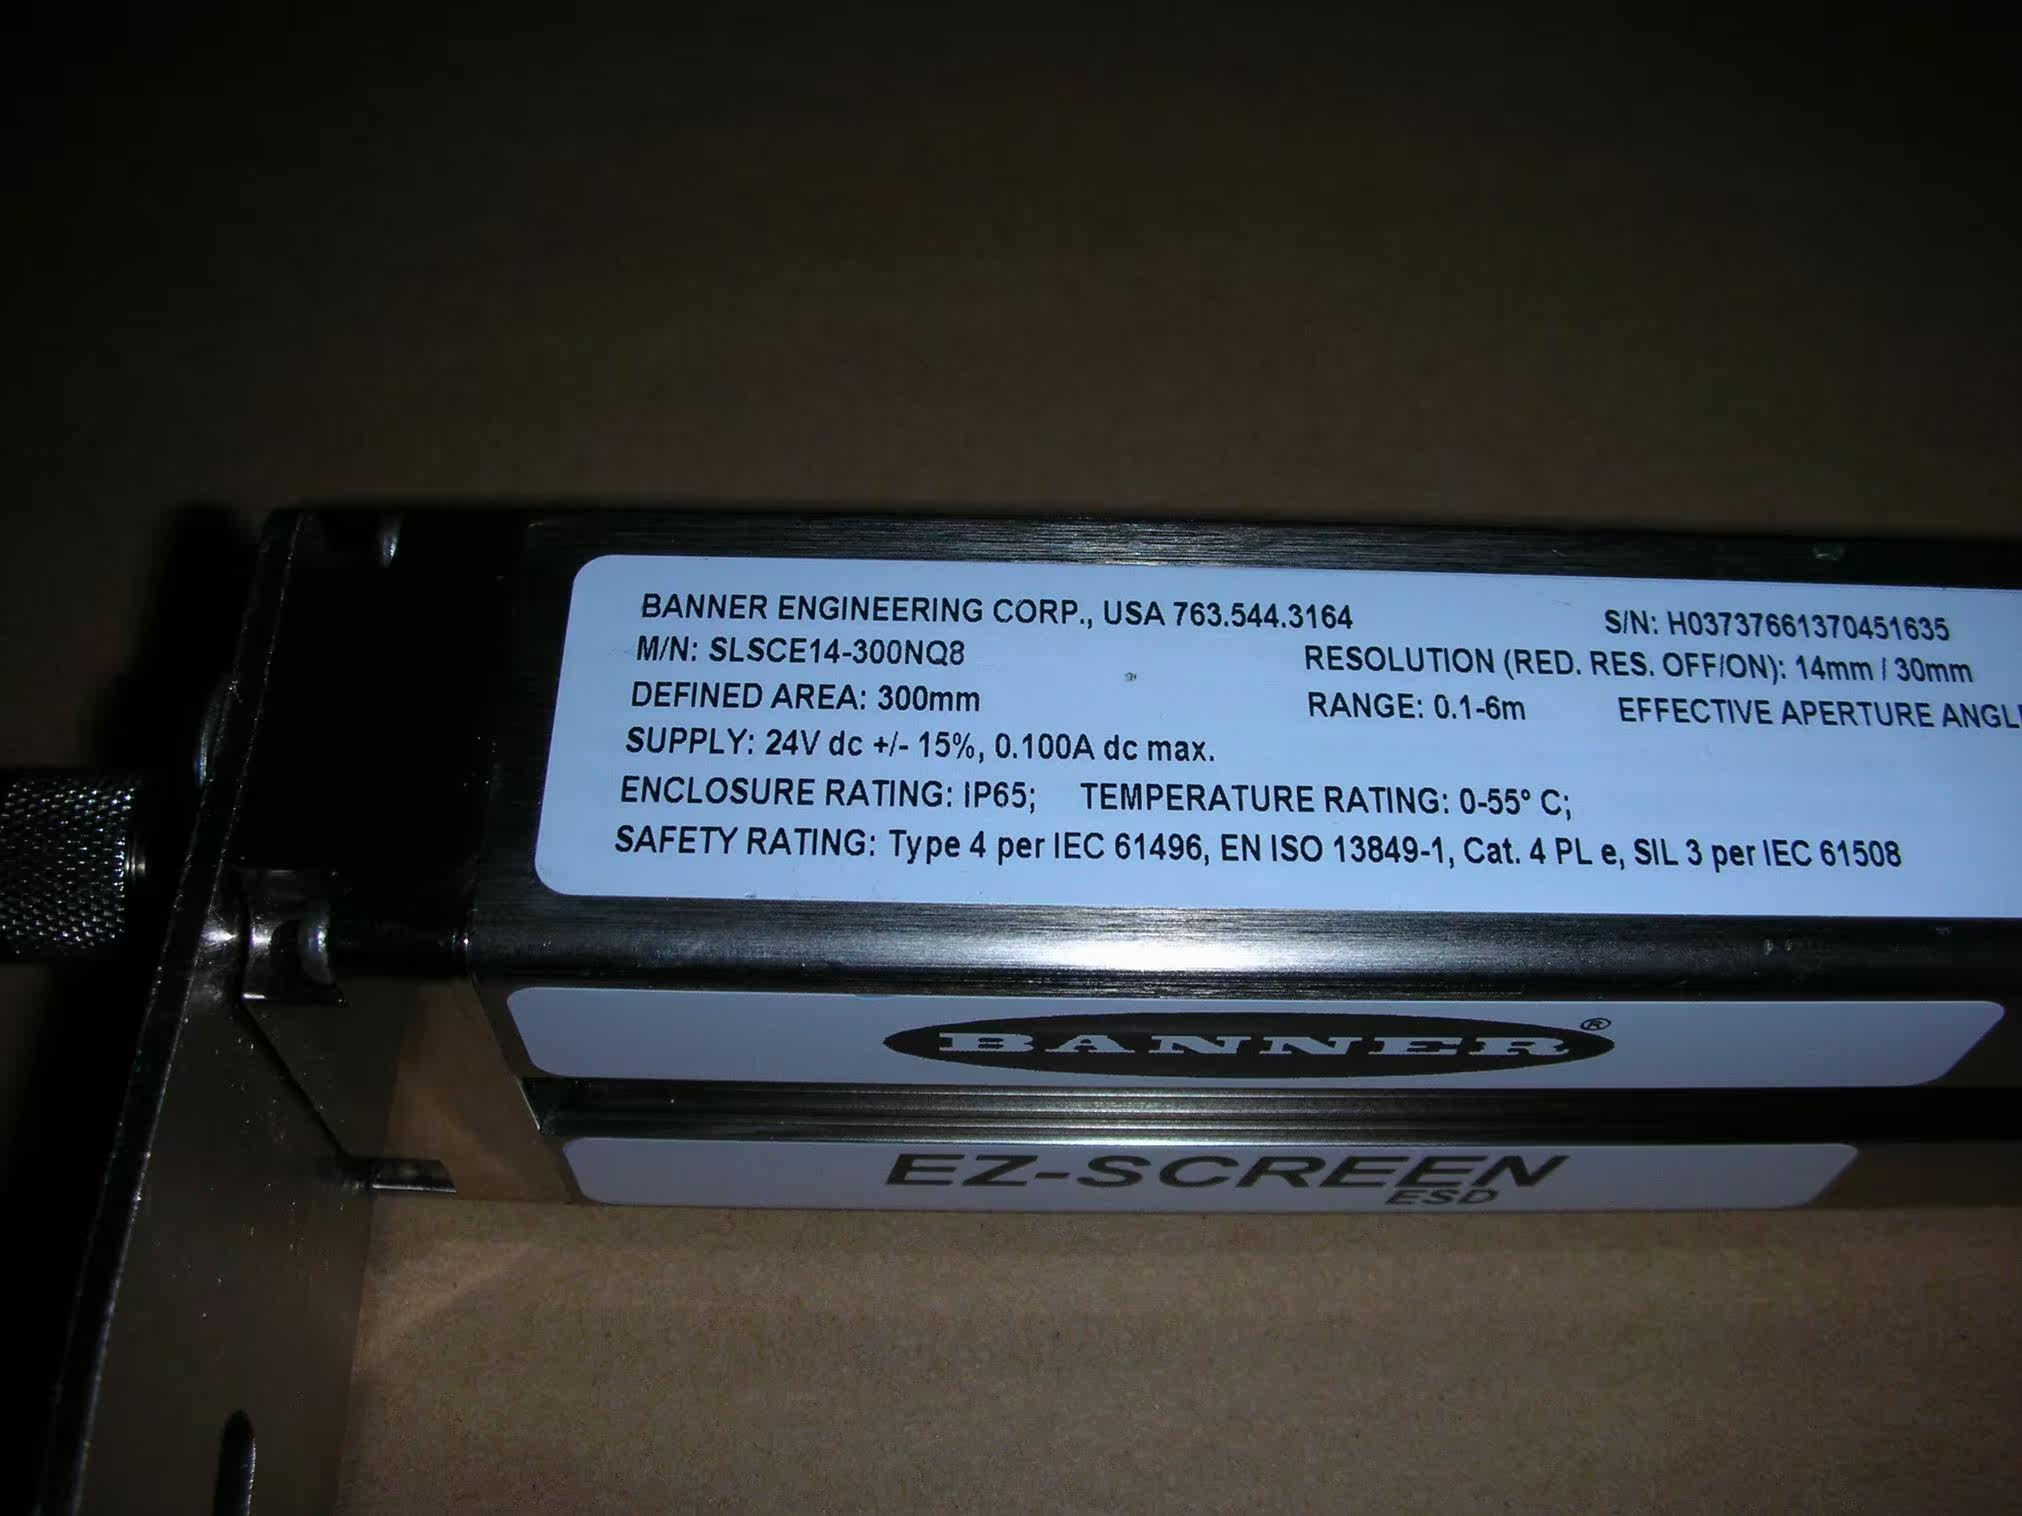 BANNER ENGINEERING CORP., USA 763.544.3164 S/N: H03737661370451635
M/N: SLSCE14-300NQ8 RESOLUTION (RED. RES. OFF/ON): 14mm / 30mm
DEFINED AREA: 300mm RANGE: 0.1-6m EFFECTIVE APERTURE
SUPPLY: 24V dc +/- 15%, 0.100A dc max.
ENCLOSURE RATING: IP65; TEMPERATURE RATING: 0-55° C;
SAFETY RATING: Type 4 per IEC 61496, EN ISO 13849-1, Cat. 4 PL e, SIL 3 per IEC 61508
BANNER®
EZ-SCREEN
ESD